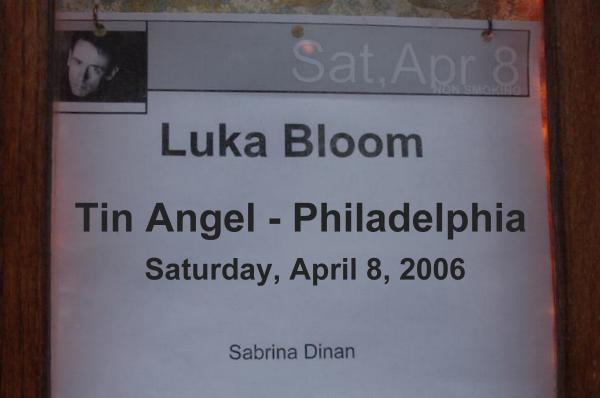 Sat, Apr 8
NON SMOKING
Luka Bloom
Tin Angel - Philadelphia
Saturday, April 8, 2006
Sabrina Dinan